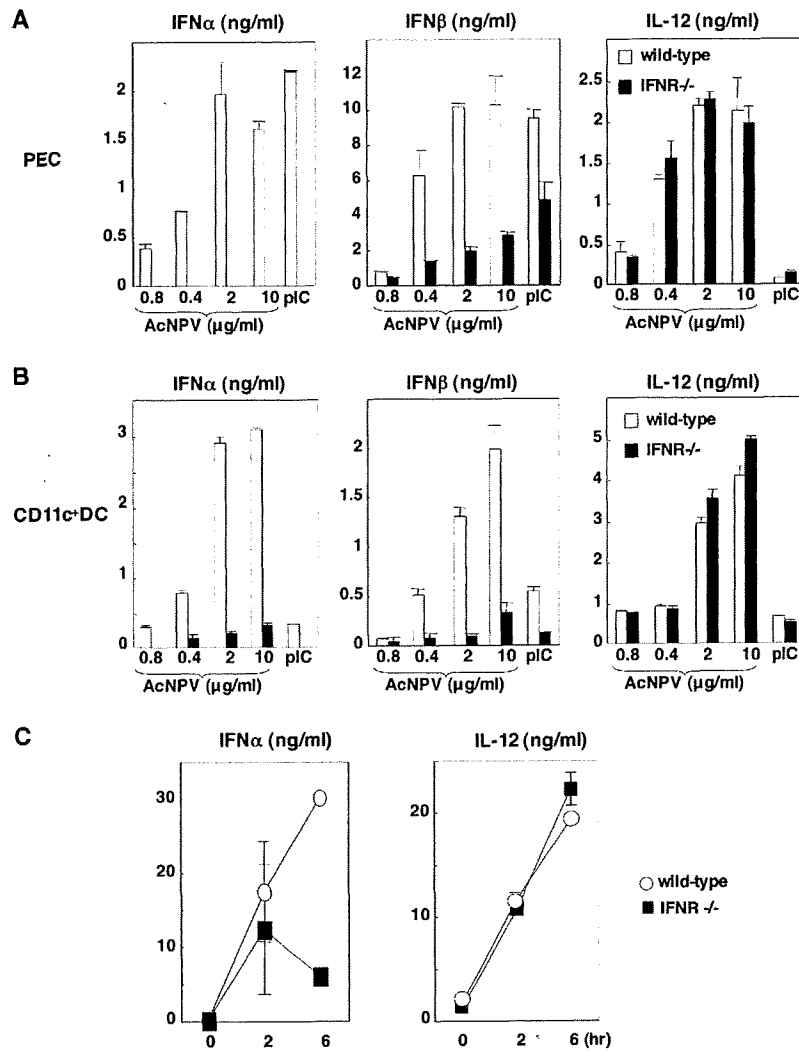 A
IFNα (ng/ml)
IFNβ (ng/ml)
IL-12 (ng/ml)
PEC
2
1.5
1
0.5
0
0.8 0.4 2 10 pIC
AcNPV (μg/ml)
12
10
8
6
4
2
0
0.8 0.4 2 10 pIC
AcNPV (μg/ml)
wild-type
IFNR-/-
2.5
2
1.5
1
0.5
0
0.8 0.4 2 10 pIC
AcNPV (μg/ml)
B
IFNα (ng/ml)
IFNβ (ng/ml)
IL-12 (ng/ml)
CD11c+DC
3
2
1
0
0.8 0.4 2 10 pIC
AcNPV (μg/ml)
2
1.5
1
0.5
0
0.8 0.4 2 10 pIC
AcNPV (μg/ml)
wild-type
IFNR-/-
5
4
3
2
1
0
0.8 0.4 2 10 pIC
AcNPV (μg/ml)
C
IFNα (ng/ml)
IL-12 (ng/ml)
30
20
10
0
0 2 6
20
10
0
0 2 6 (hr)
wild-type
IFNR -/-